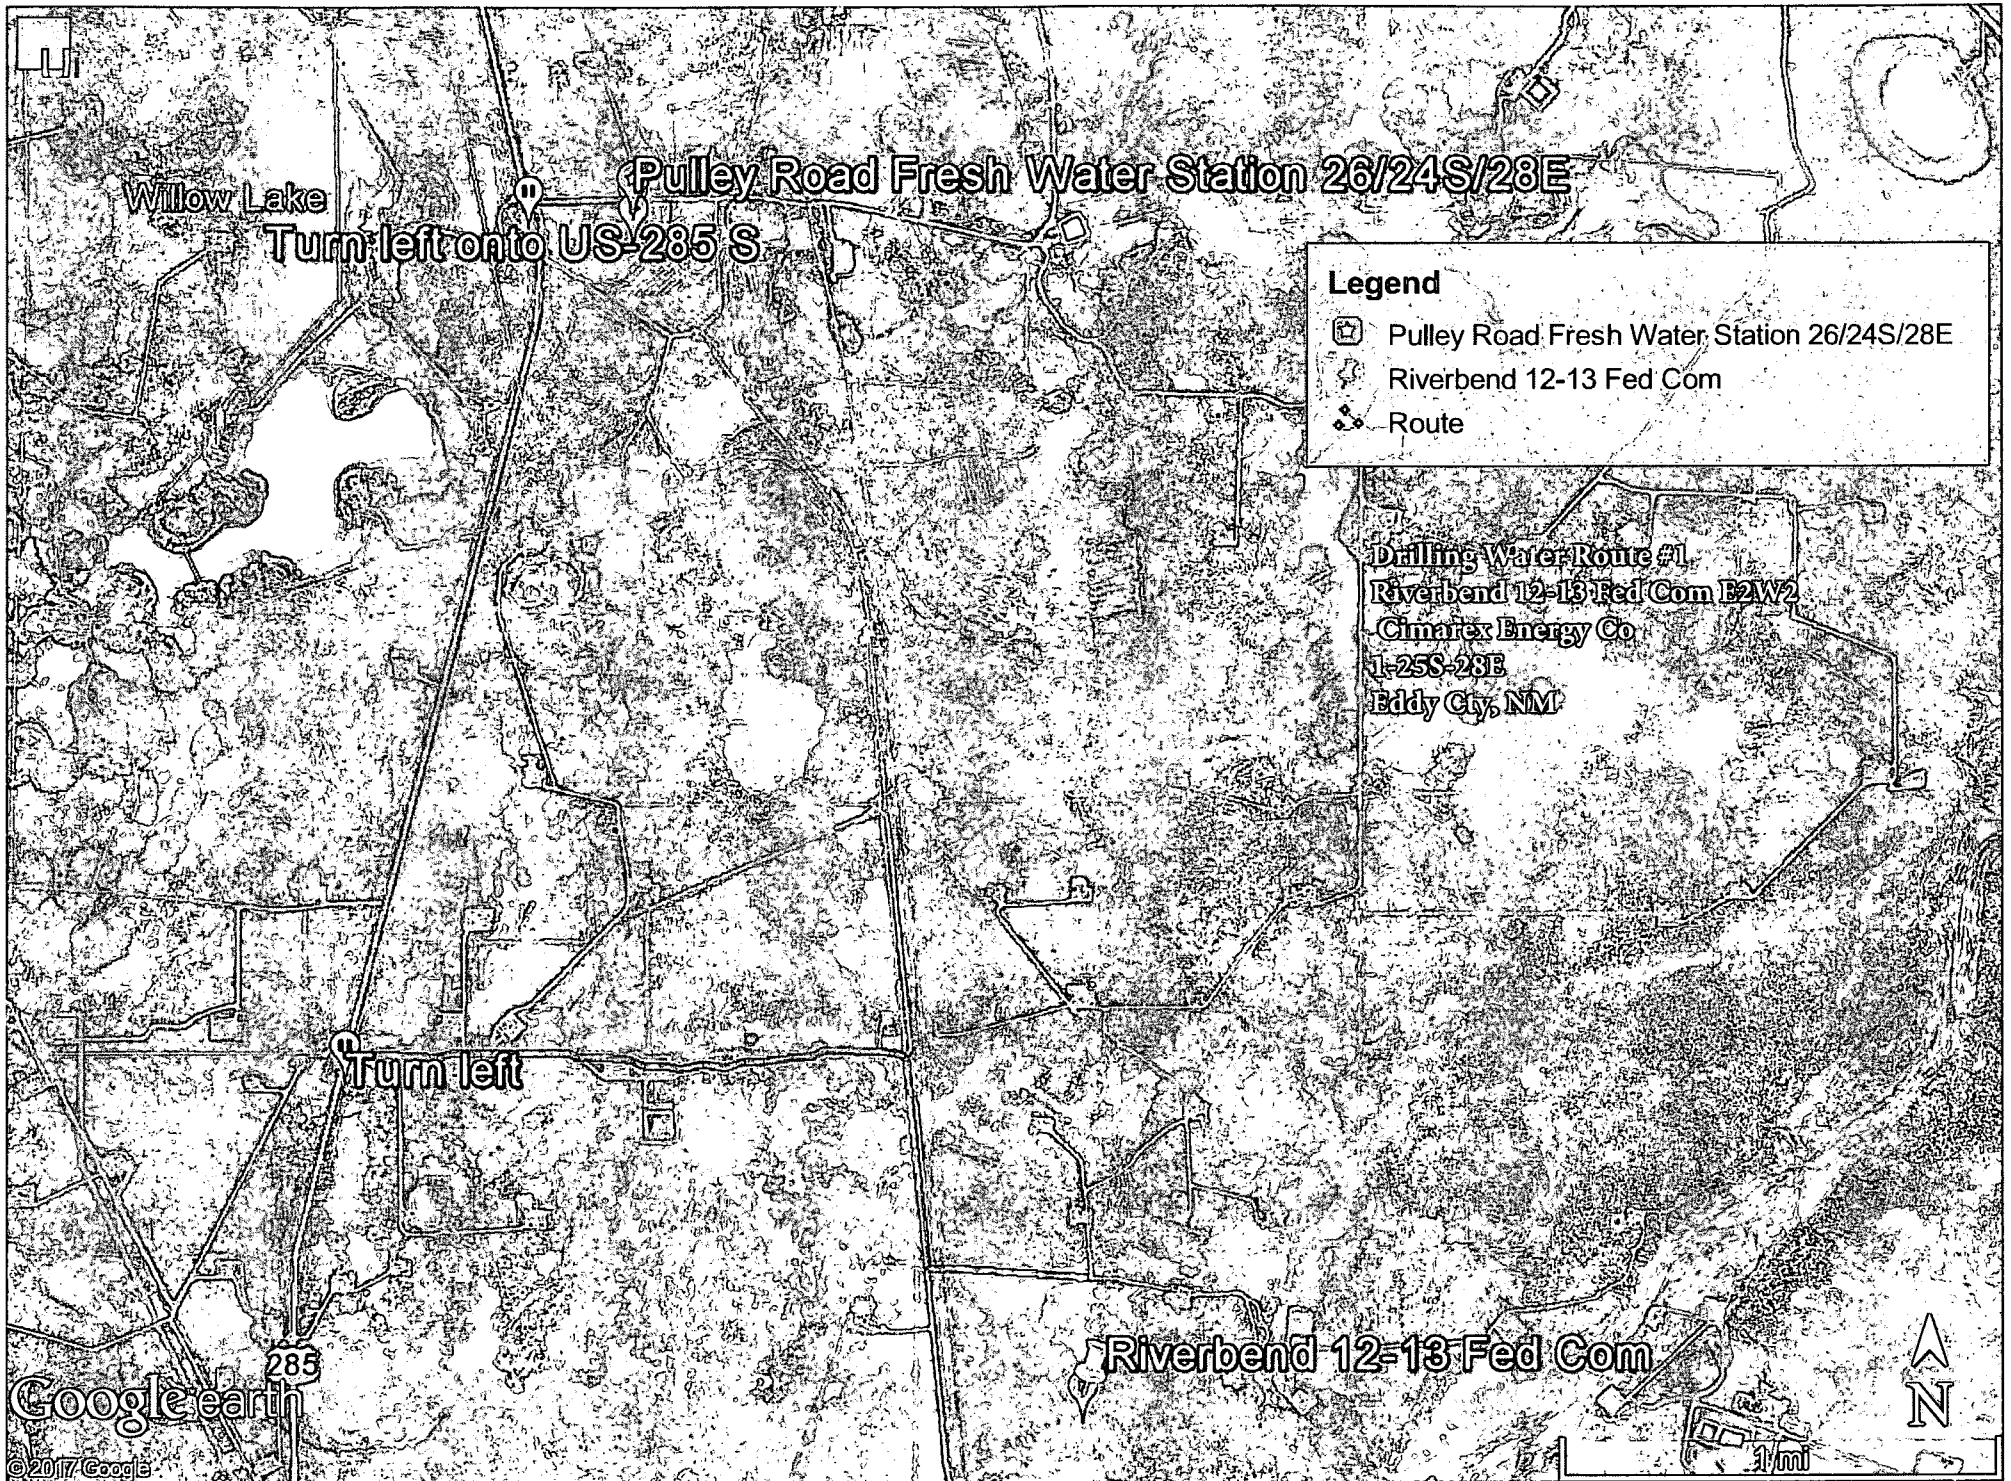 Pulley Road Fresh Water Station 26/24S/28E
Willow Lake
Turn left onto US-285 S
Legend
Pulley Road Fresh Water Station 26/24S/28E
Riverbend 12-13 Fed Com
Route
Drilling Water Route #1
Riverbend 12-13 Fed Com E2W2
Cimarex Energy Co
1-25S-28E
Eddy Cty, NM
Turn left
Riverbend 12-13 Fed Com
285
Google earth
N
1 mi
© 2017 Google